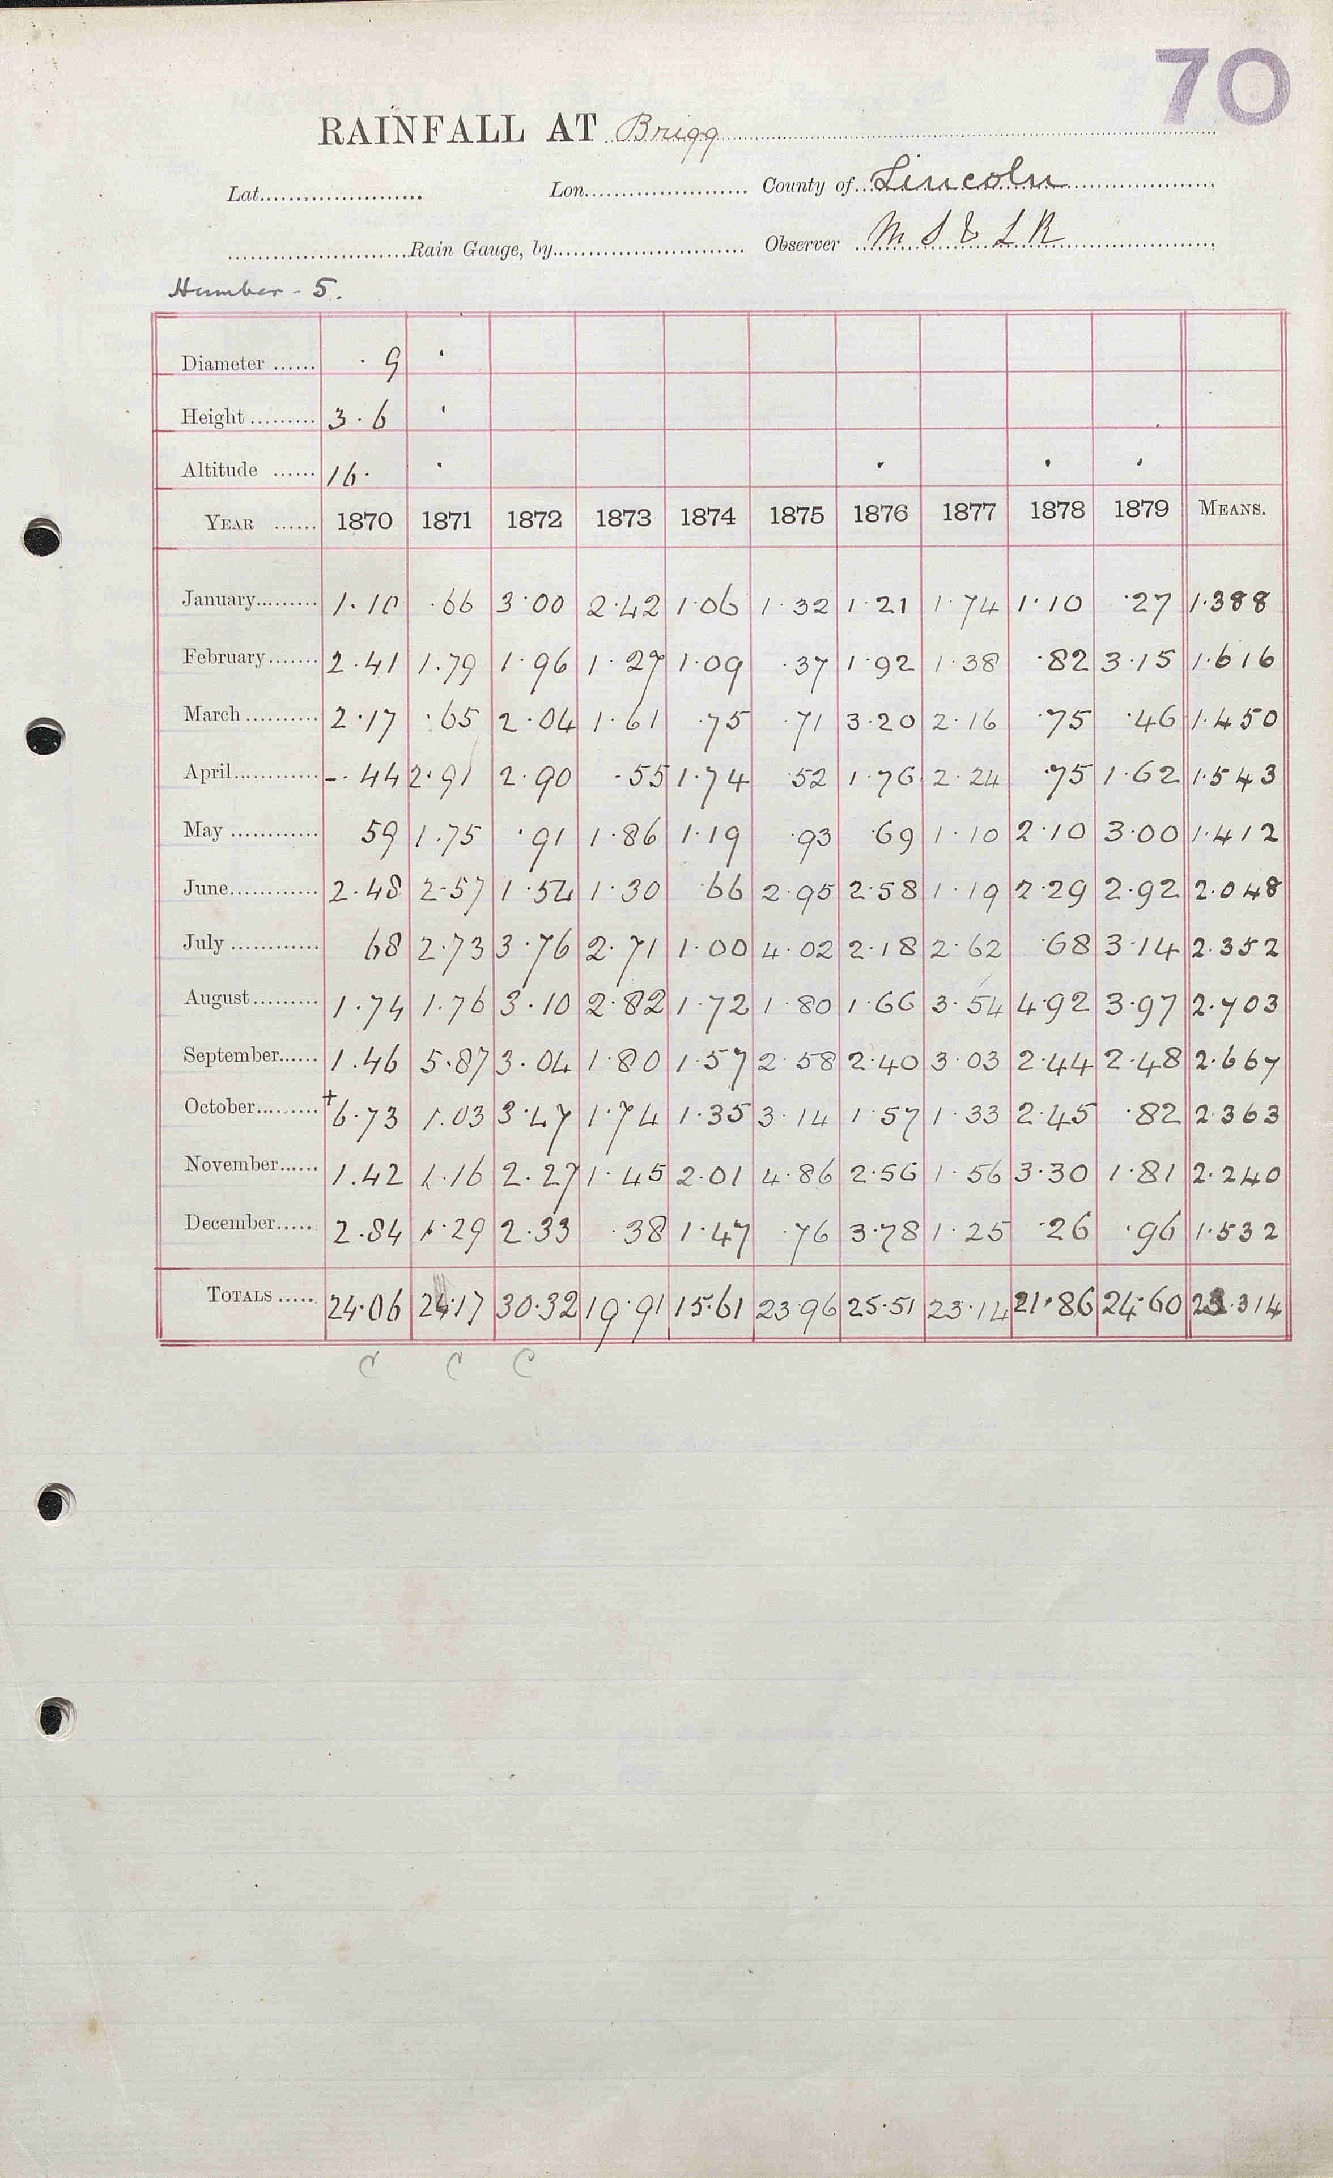 70
RAINFALL AT Brigg
Lat. Lon. County of Lincoln
Rain Gauge, by Observer M S & L R
Humber - 5.
Diameter ...... · 9
Height ......... 3·6
Altitude ...... 16·
YEAR ...... 1870 1871 1872 1873 1874 1875 1876 1877 1878 1879 MEANS.
January......... 1·10 ·66 3·00 2·42 1·06 1·32 1·21 1·74 1·10 ·27 1·388
February....... 2·41 1·79 1·96 1·27 1·09 ·37 1·92 1·38 ·82 3·15 1·616
March .......... 2·17 ·65 2·04 1·61 ·75 ·71 3·20 2·16 ·75 ·46 1·450
April............ -·44 2·91 2·90 ·55 1·74 ·52 1·76 2·24 ·75 1·62 1·543
May ............ 59 1·75 ·91 1·86 1·19 ·93 ·69 1·10 2·10 3·00 1·412
June............ 2·48 2·57 1·54 1·30 ·66 2·95 2·58 1·19 2·29 2·92 2·048
July ............ 68 2·73 3·76 2·71 1·00 4·02 2·18 2·62 ·68 3·14 2·352
August......... 1·74 1·76 3·10 2·82 1·72 1·80 1·66 3·54 4·92 3·97 2·703
September...... 1·46 5·87 3·04 1·80 1·57 2·58 2·40 3·03 2·44 2·48 2·667
October......... +6·73 1·03 3·47 1·74 1·35 3·14 1·57 1·33 2·45 ·82 2·363
November...... 1·42 1·16 2·27 1·45 2·01 4·86 2·56 1·56 3·30 1·81 2·240
December..... 2·84 1·29 2·33 ·38 1·47 ·76 3·78 1·25 ·26 ·96 1·532
TOTALS ..... 24·06 24·17 30·32 19·91 15·61 23·96 25·51 23·14 21·86 24·60 23·314
C C C